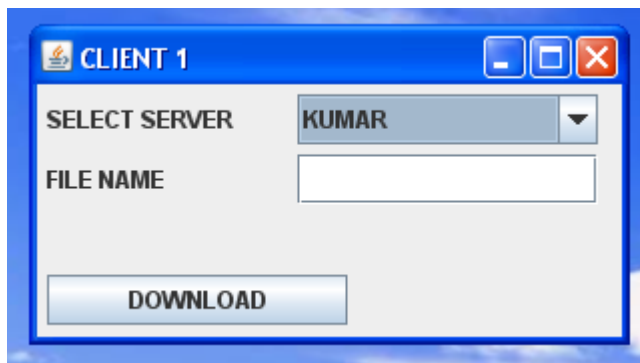 CLIENT 1
SELECT SERVER KUMAR
FILE NAME
DOWNLOAD